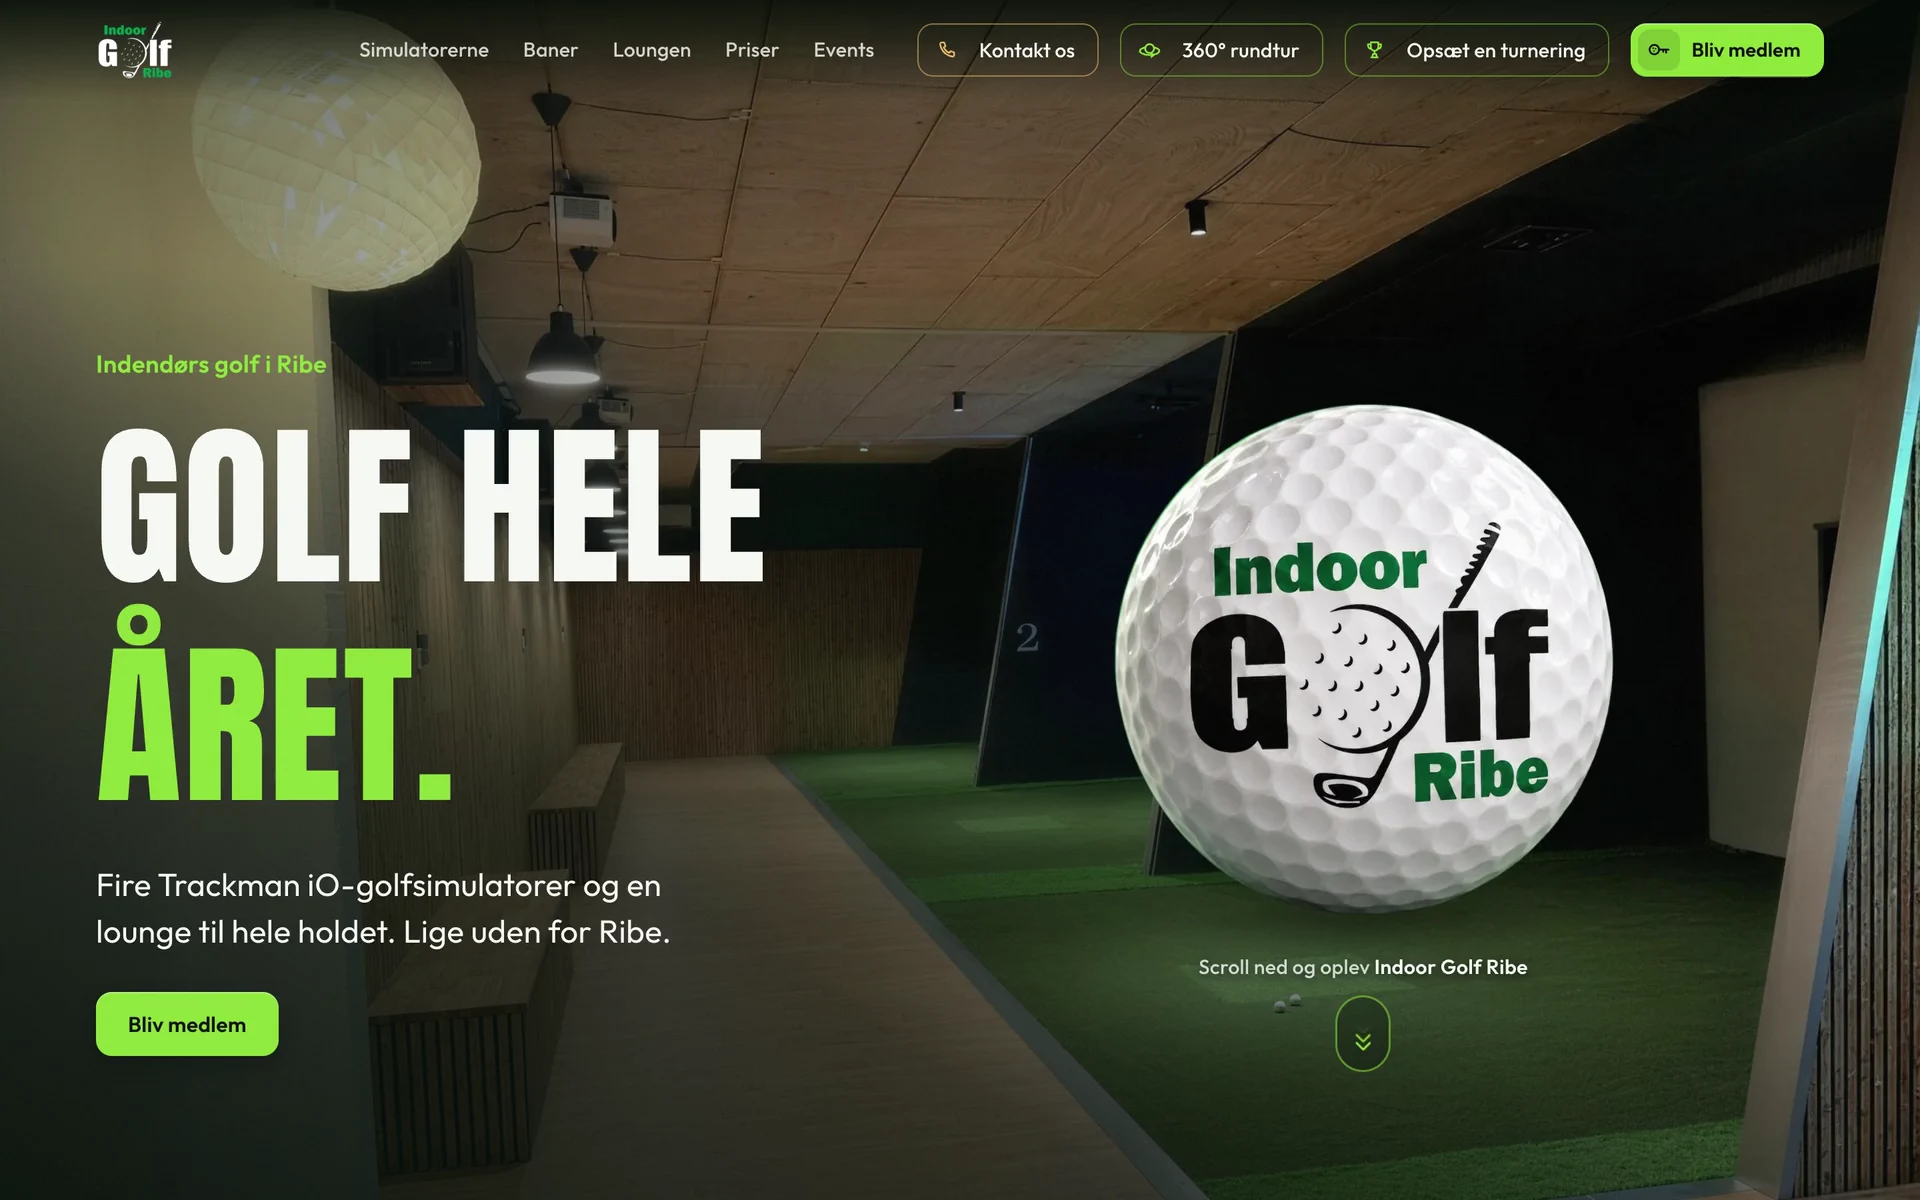 Indoor
Golf
Ribe
Simulatorerne
Baner
Loungen
Priser
Events
Kontakt os
360° rundtur
Opsæt en turnering
Bliv medlem
Indendørs golf i Ribe
GOLF HELE
ÅRET.
Fire Trackman iO-golfsimulatorer og en
lounge til hele holdet. Lige uden for Ribe.
Bliv medlem
2
Indoor
Golf
Ribe
Scroll ned og oplev Indoor Golf Ribe